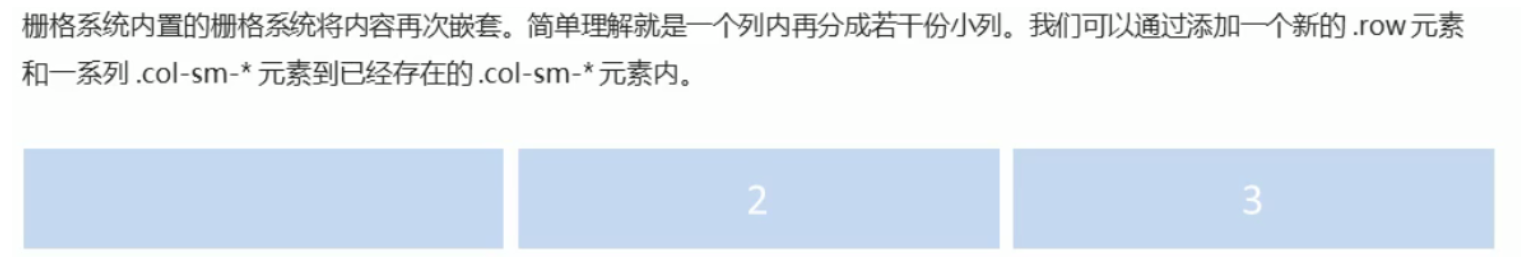 栅格系统内置的栅格系统将内容再次嵌套。简单理解就是一个列内再分成若干份小列。我们可以通过添加一个新的 .row 元素
和一系列 .col-sm-* 元素到已经存在的 .col-sm-* 元素内。
2
3